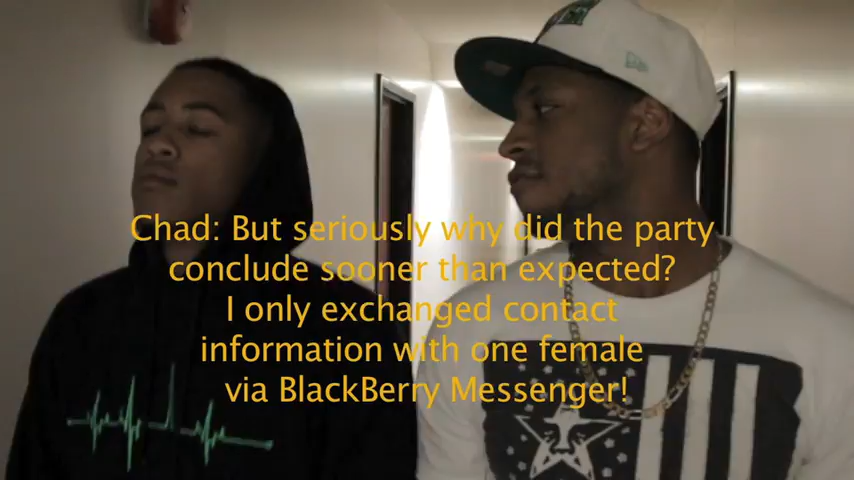 Chad: But seriously why did the party
conclude sooner than expected?
I only exchanged contact
information with one female
via BlackBerry Messenger!